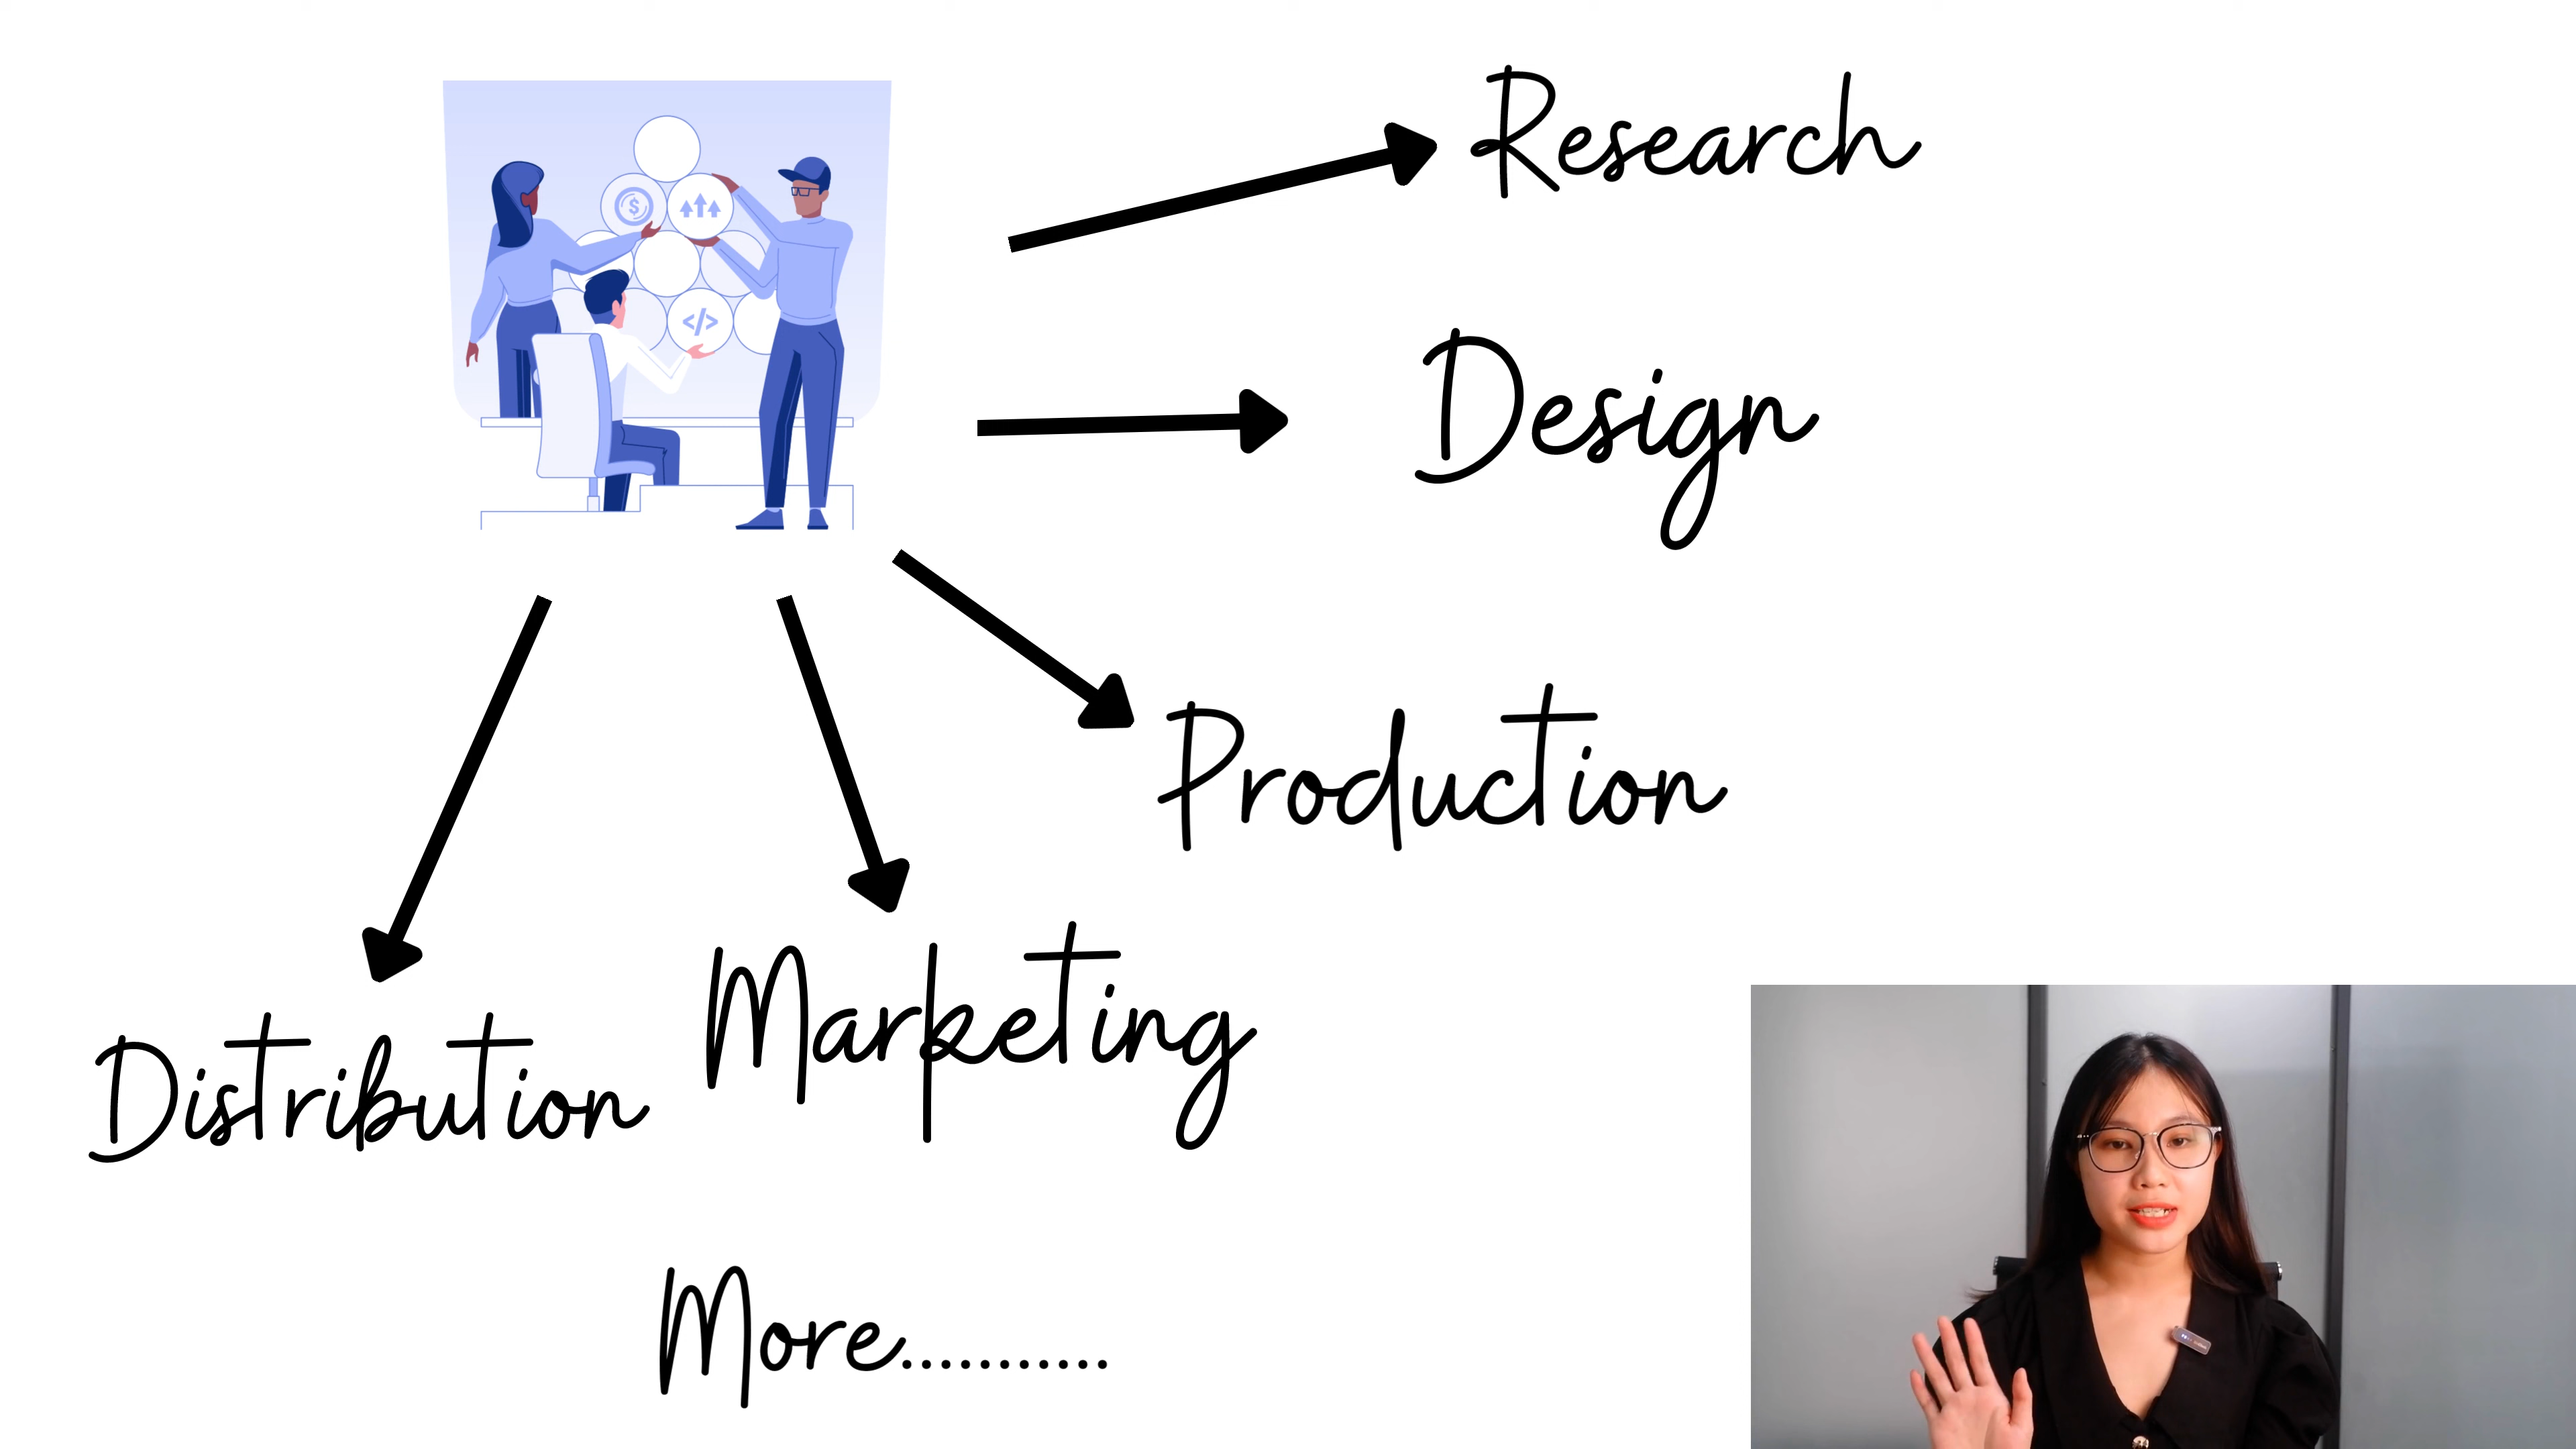 Research
$
</>
Design
Production
Marketing
Distribution
More...........